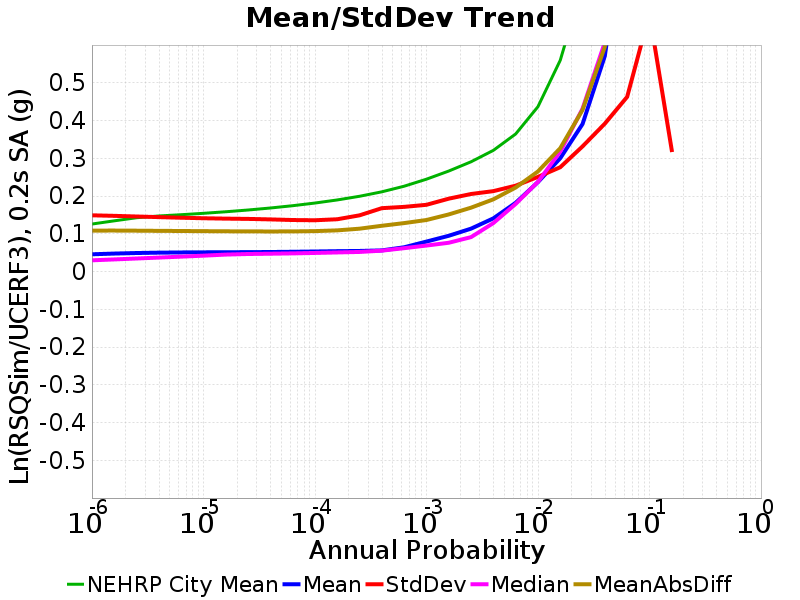 Mean/StdDev Trend
Ln(RSQSim/UCERF3), 0.2s SA (g)
0.5
0.4
0.3
0.2
0.1
0
-0.1
-0.2
-0.3
-0.4
-0.5
10^-6 10^-5 10^-4 10^-3 10^-2 10^-1 10^0
Annual Probability
NEHRP City Mean Mean StdDev Median MeanAbsDiff